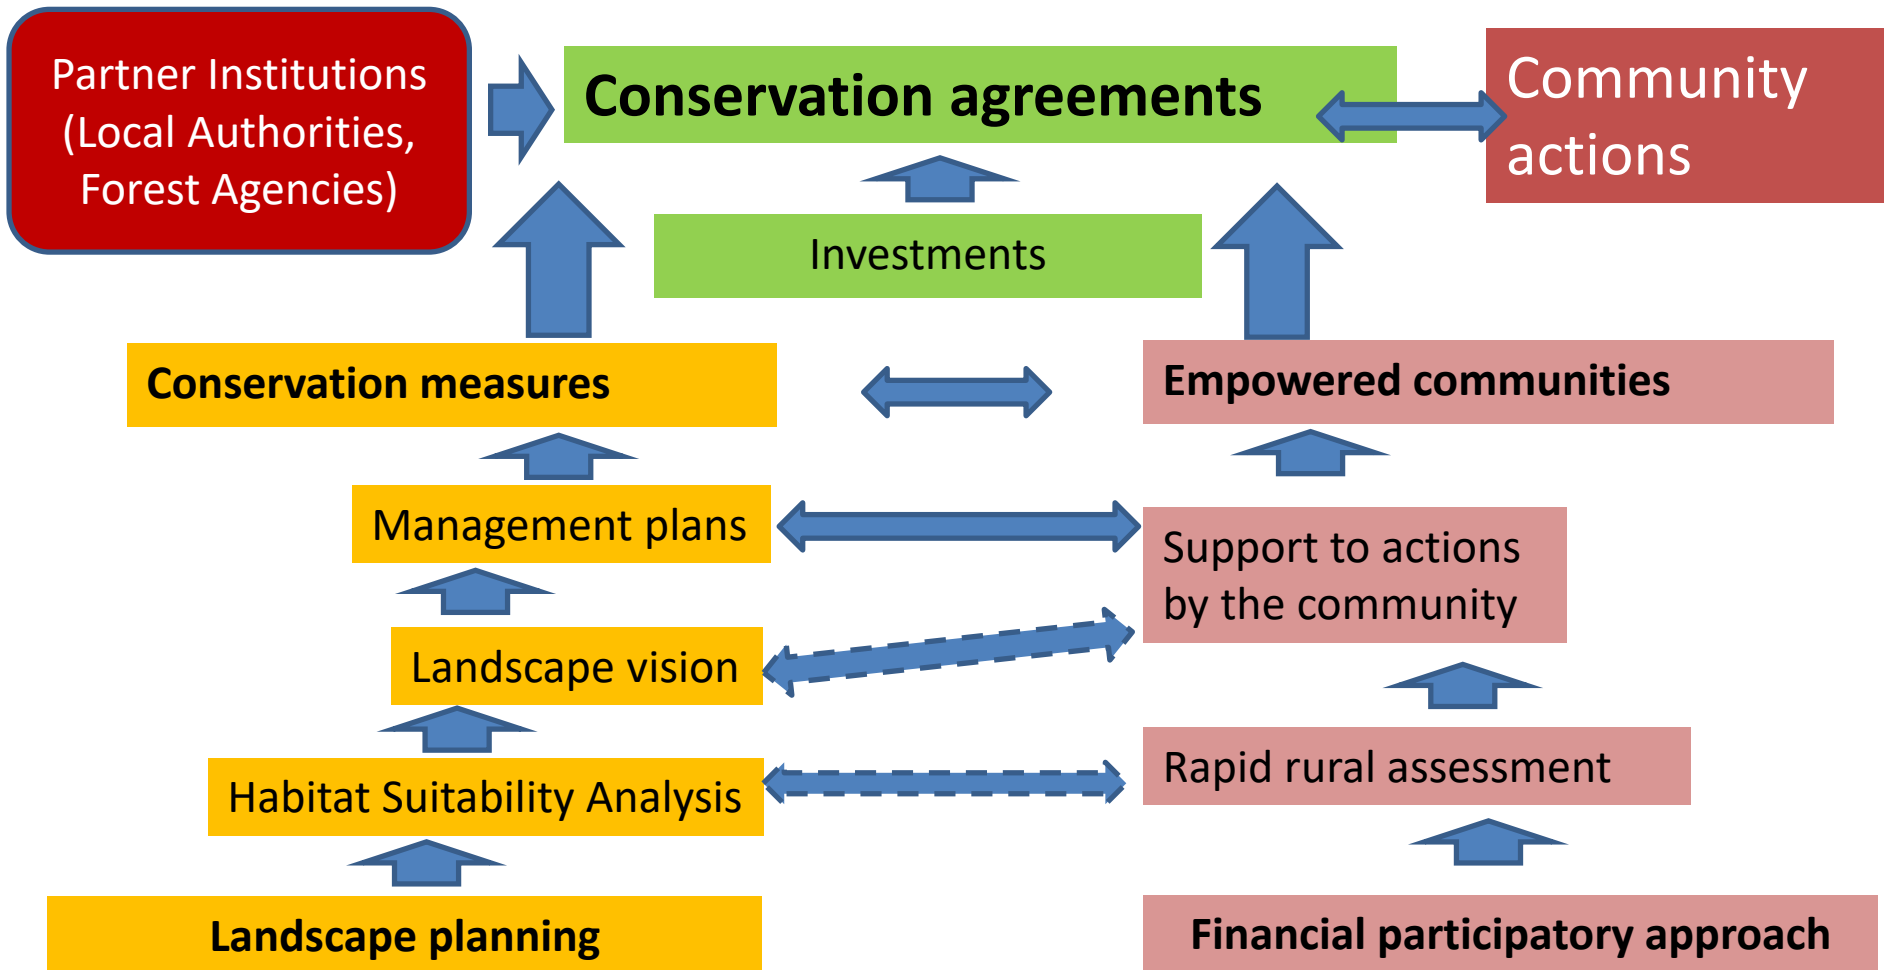 Partner Institutions
(Local Authorities,
Forest Agencies)
Conservation agreements
Community
actions
Investments
Conservation measures
Empowered communities
Management plans
Support to actions
by the community
Landscape vision
Rapid rural assessment
Habitat Suitability Analysis
Landscape planning
Financial participatory approach